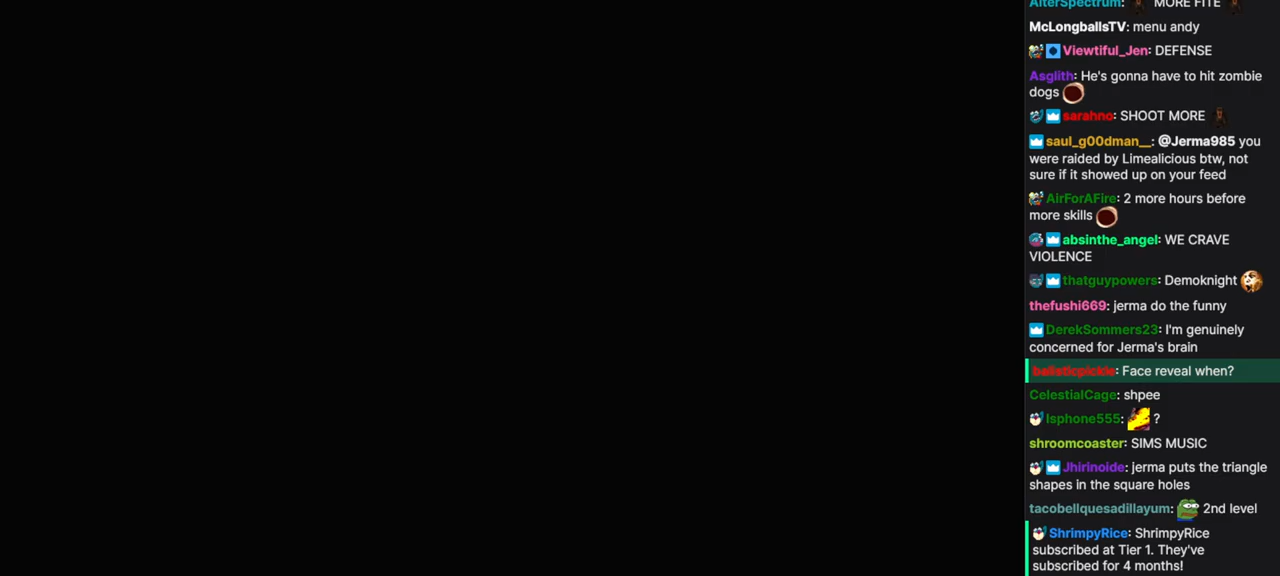 AlterSpectrum: MORE FITE
McLongballsTV: menu andy
Viewtiful_Jen: DEFENSE
Asglith: He's gonna have to hit zombie
dogs
sarahno: SHOOT MORE
saul_g00dman__: @Jerma985 you
were raided by Limealicious btw, not
sure if it showed up on your feed
AirForAFire: 2 more hours before
more skills
absinthe_angel: WE CRAVE
VIOLENCE
thatguypowers: Demoknight
thefushi669: jerma do the funny
DerekSommers23: I'm genuinely
concerned for Jerma's brain
balisticpickle: Face reveal when?
CelestialCage: shpee
Isphone555: ?
shroomcoaster: SIMS MUSIC
Jhirinoide: jerma puts the triangle
shapes in the square holes
tacobellquesadillayum: 2nd level
ShrimpyRice: ShrimpyRice
subscribed at Tier 1. They've
subscribed for 4 months!